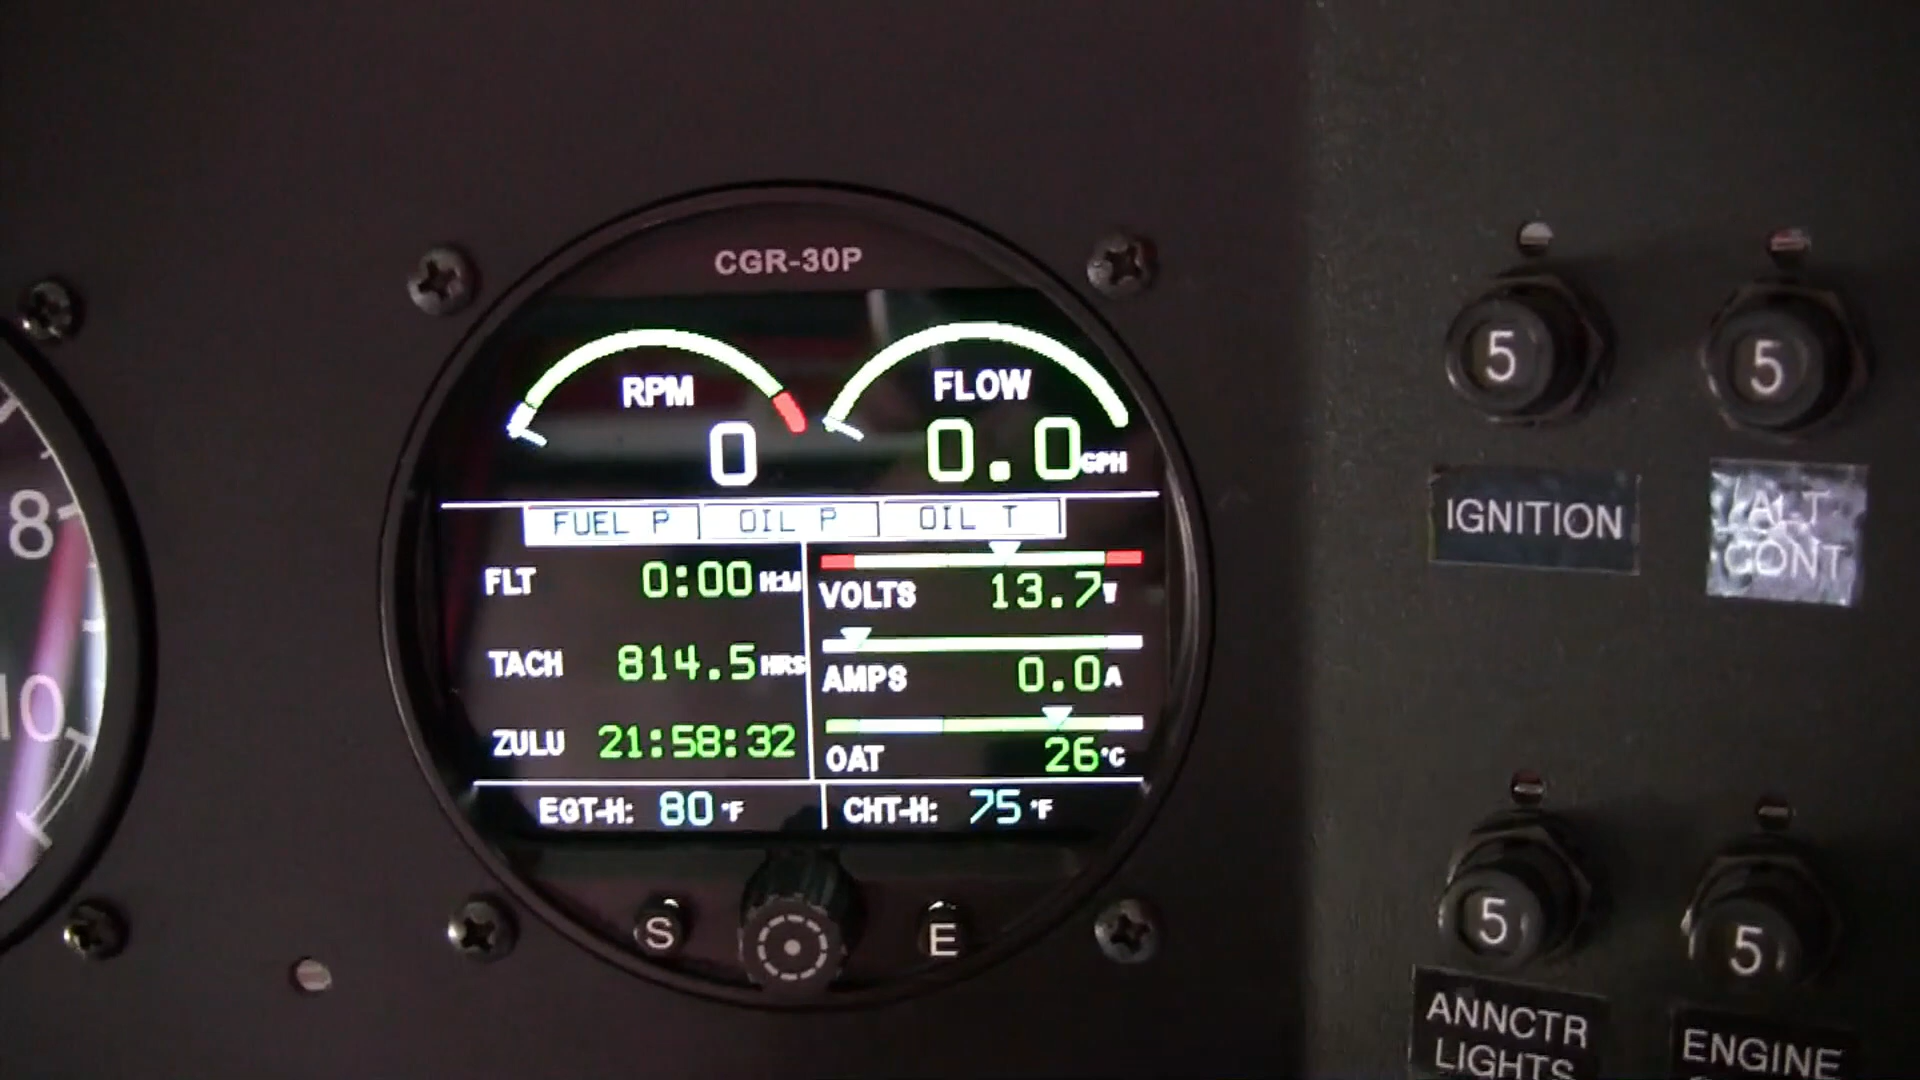 CGR-30P
RPM
0
FLOW
0.0 GPH
FUEL P OIL P OIL T
FLT 0:00 H:M
TACH 814.5 HRS
ZULU 21:58:32
VOLTS 13.7 V
AMPS 0.0 A
OAT 26 °C
EGT-H: 80 °F
CHT-H: 75 °F
S E
8
10
5 5
IGNITION
ALT
CONT
5 5
ANNCTR
LIGHTS
ENGINE